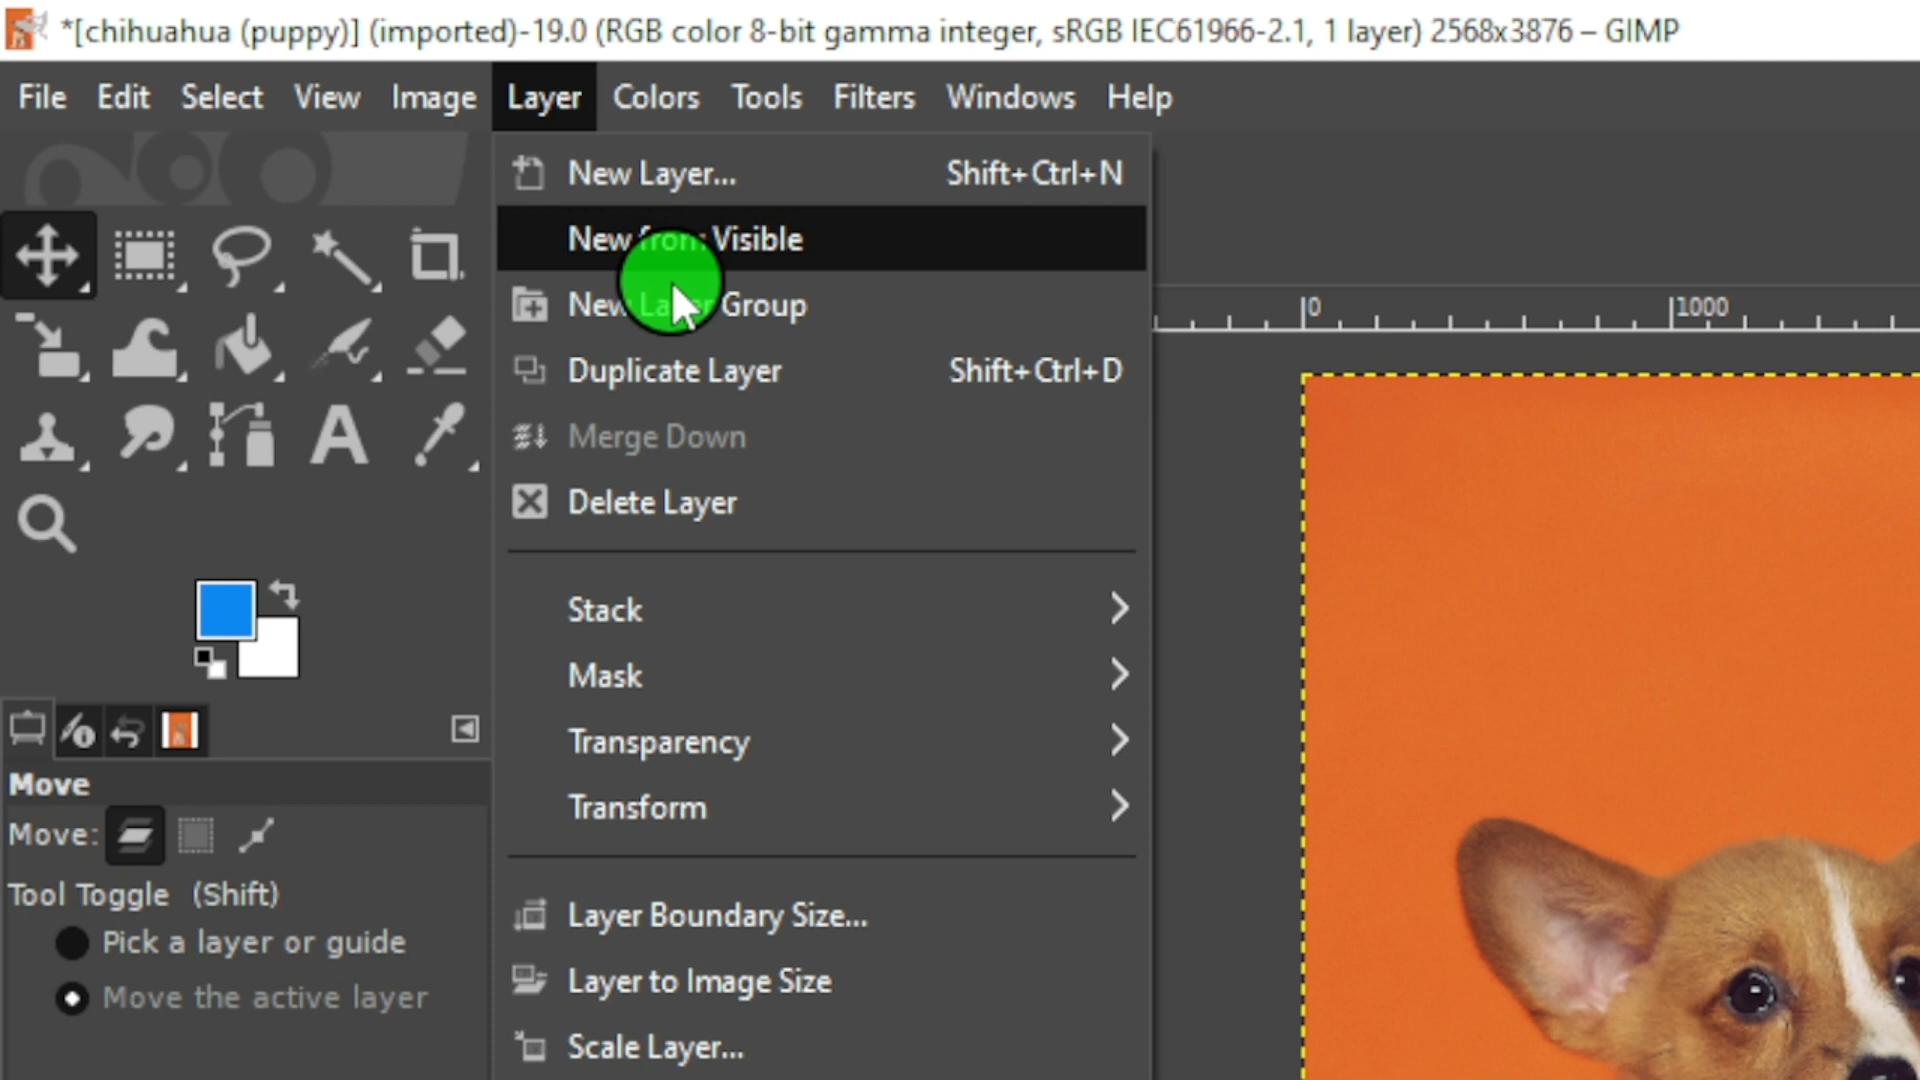 *[chihuahua (puppy)] (imported)-19.0 (RGB color 8-bit gamma integer, sRGB IEC61966-2.1, 1 layer) 2568x3876 – GIMP
File Edit Select View Image Layer Colors Tools Filters Windows Help
New Layer... Shift+Ctrl+N
New from Visible
New Layer Group
Duplicate Layer Shift+Ctrl+D
Merge Down
Delete Layer
Stack
Mask
Transparency
Transform
Layer Boundary Size...
Layer to Image Size
Scale Layer...
0 1000
Move
Move:
Tool Toggle (Shift)
Pick a layer or guide
Move the active layer